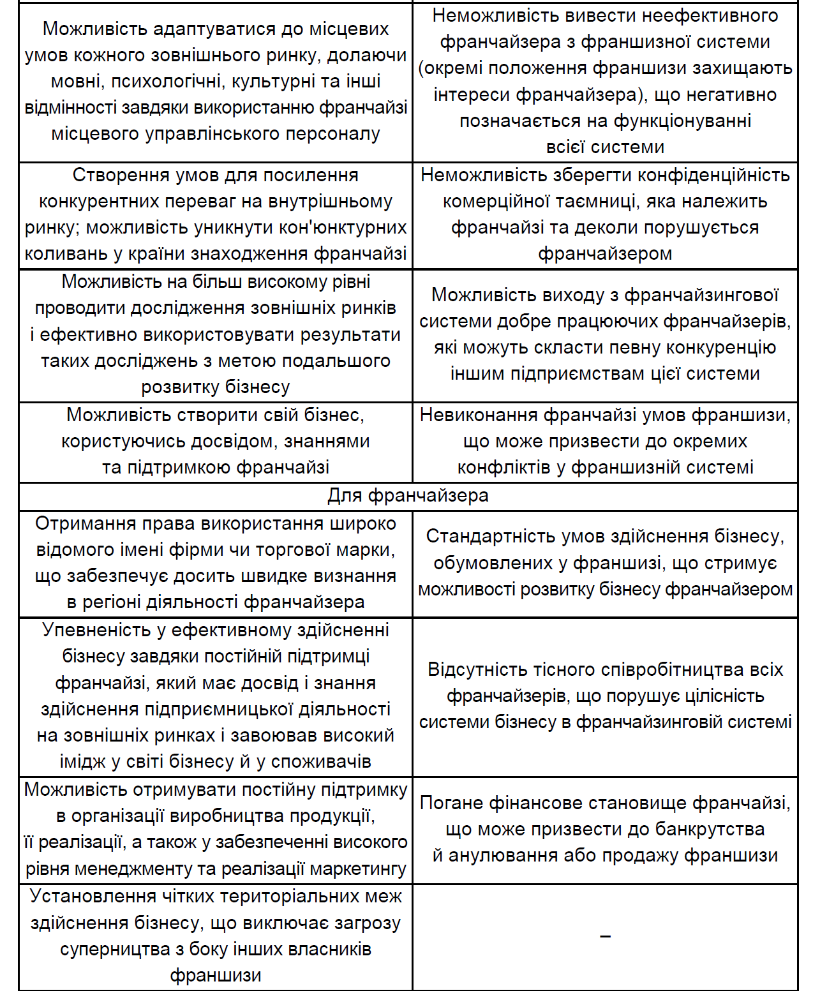 Можливість адаптуватися до місцевих
умов кожного зовнішнього ринку, долаючи
мовні, психологічні, культурні та інші
відмінності завдяки використанню франчайзі
місцевого управлінського персоналу
Неможливість вивести неефективного
франчайзера з франшизної системи
(окремі положення франшизи захищають
інтереси франчайзера), що негативно
позначається на функціонуванні
всієї системи
Створення умов для посилення
конкурентних переваг на внутрішньому
ринку; можливість уникнути кон'юнктурних
коливань у країни знаходження франчайзі
Неможливість зберегти конфіденційність
комерційної таємниці, яка належить
франчайзі та деколи порушується
франчайзером
Можливість на більш високому рівні
проводити дослідження зовнішніх ринків
і ефективно використовувати результати
таких досліджень з метою подальшого
розвитку бізнесу
Можливість виходу з франчайзингової
системи добре працюючих франчайзерів,
які можуть скласти певну конкуренцію
іншим підприємствам цієї системи
Можливість створити свій бізнес,
користуючись досвідом, знаннями
та підтримкою франчайзі
Невиконання франчайзі умов франшизи,
що може призвести до окремих
конфліктів у франшизній системі
Для франчайзера
Отримання права використання широко
відомого імені фірми чи торгової марки,
що забезпечує досить швидке визнання
в регіоні діяльності франчайзера
Стандартність умов здійснення бізнесу,
обумовлених у франшизі, що стримує
можливості розвитку бізнесу франчайзером
Упевненість у ефективному здійсненні
бізнесу завдяки постійній підтримці
франчайзі, який має досвід і знання
здійснення підприємницької діяльності
на зовнішніх ринках і завоював високий
імідж у світі бізнесу й у споживачів
Відсутність тісного співробітництва всіх
франчайзерів, що порушує цілісність
системи бізнесу в франчайзинговій системі
Можливість отримувати постійну підтримку
в організації виробництва продукції,
її реалізації, а також у забезпеченні високого
рівня менеджменту та реалізації маркетингу
Погане фінансове становище франчайзі,
що може призвести до банкрутства
й анулювання або продажу франшизи
Установлення чітких територіальних меж
здійснення бізнесу, що виключає загрозу
суперництва з боку інших власників
франшизи
–